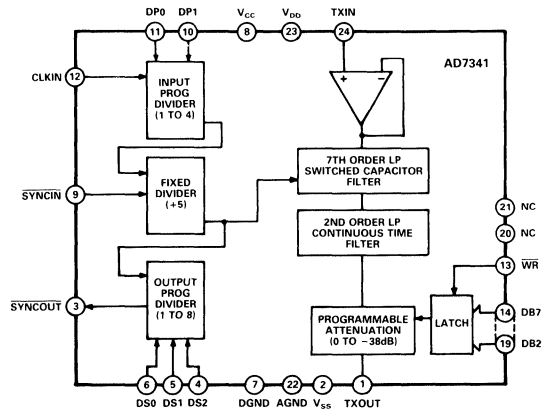 DP0 DP1 VCC VDD TXIN
11 10 8 23 24
AD7341
CLKIN 12
INPUT
PROG
DIVIDER
(1 TO 4)
+ −
7TH ORDER LP
SWITCHED CAPACITOR
FILTER
SYNCIN 9
FIXED
DIVIDER
(+5)
2ND ORDER LP
CONTINUOUS TIME
FILTER
21 NC
20 NC
13 WR
SYNCOUT 3
OUTPUT
PROG
DIVIDER
(1 TO 8)
PROGRAMMABLE
ATTENUATION
(0 TO −38dB)
LATCH
14 DB7
19 DB2
6 5 4 7 22 2 1
DS0 DS1 DS2 DGND AGND VSS TXOUT